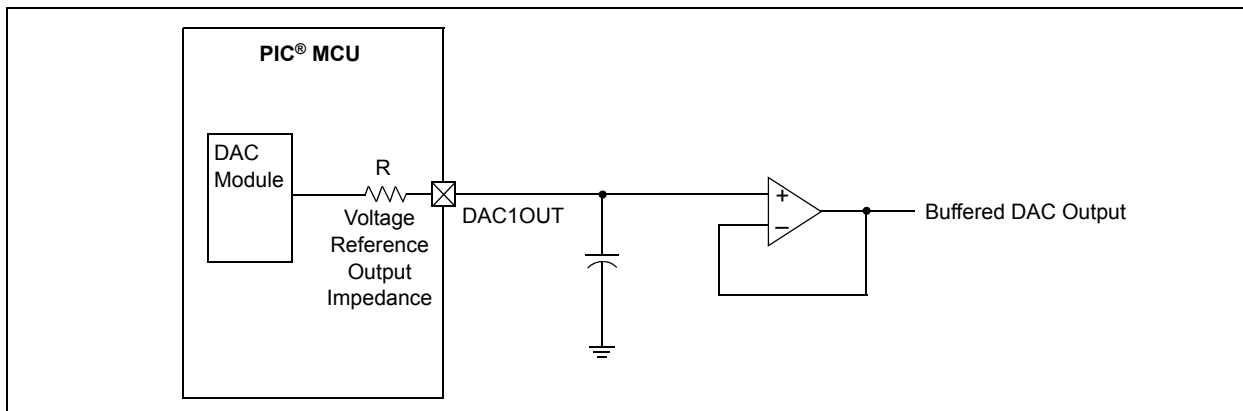 PIC® MCU
DAC
Module
R
Voltage
Reference
Output
Impedance
DAC1OUT
+
–
Buffered DAC Output